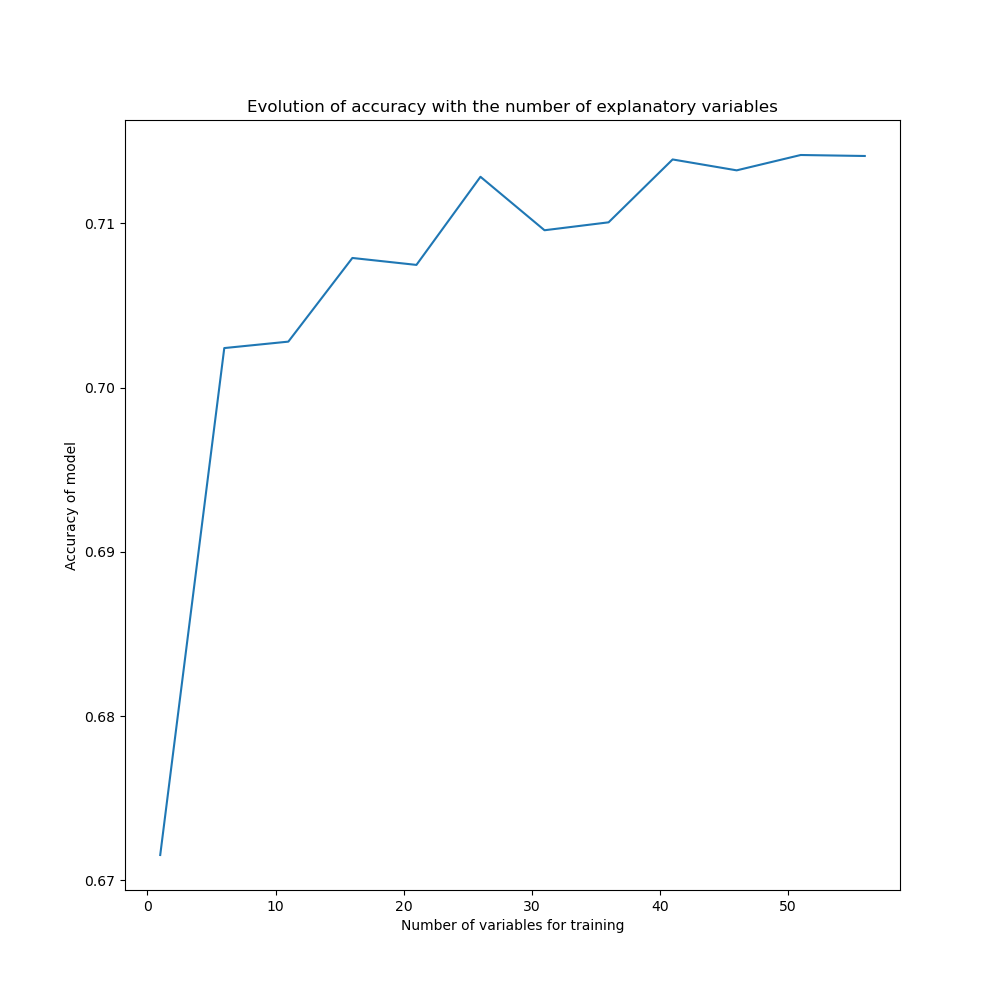 Evolution of accuracy with the number of explanatory variables
0.71
0.70
0.69
0.68
0.67
Accuracy of model
0 10 20 30 40 50
Number of variables for training